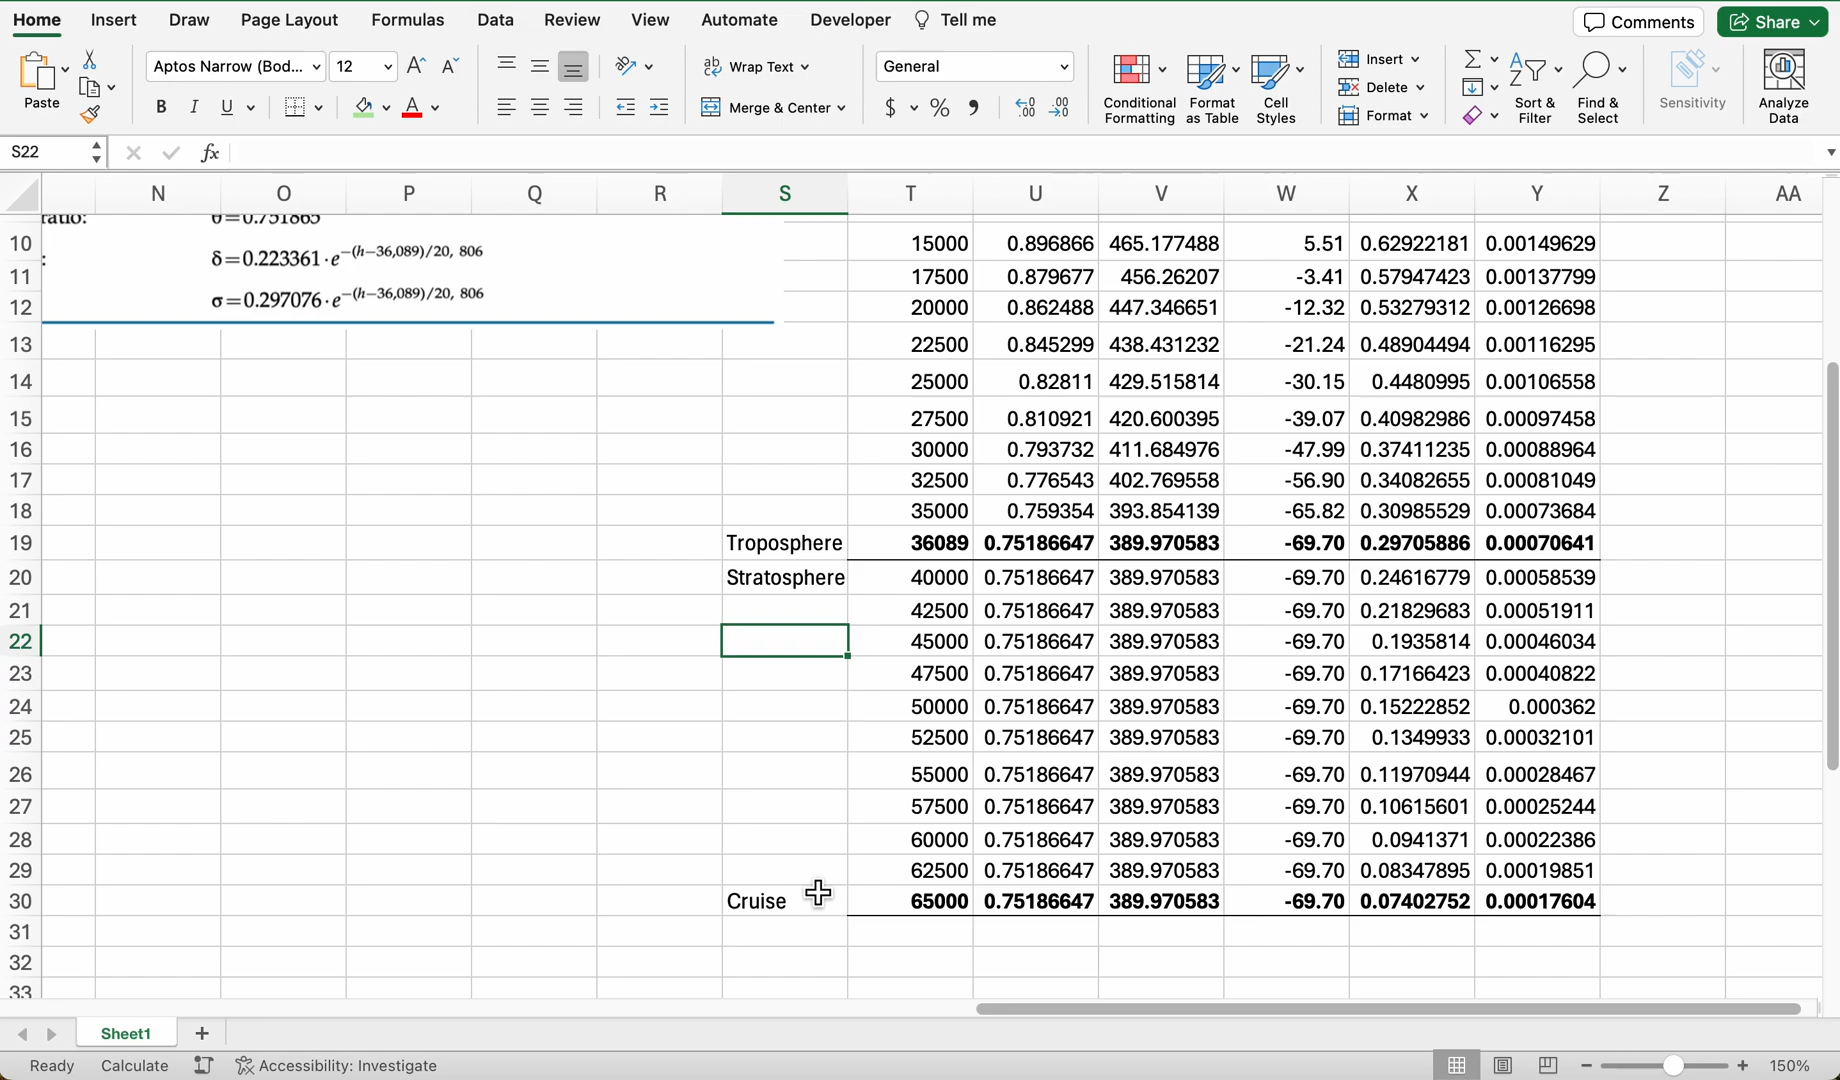 Home Insert Draw Page Layout Formulas Data Review View Automate Developer Tell me Comments Share
Paste
Aptos Narrow (Bod... 12
B I U
ab Wrap Text
Merge & Center
General
$ % ,
Conditional Formatting
Format as Table
Cell Styles
Insert
Delete
Format
Sort & Filter
Find & Select
Sensitivity
Analyze Data
S22 fx
N O P Q R S T U V W X Y Z AA
ratio: θ=0.751865
: δ=0.223361·e−(h−36,089)/20, 806
σ=0.297076·e−(h−36,089)/20, 806
10 15000 0.896866 465.177488 5.51 0.62922181 0.00149629
11 17500 0.879677 456.26207 -3.41 0.57947423 0.00137799
12 20000 0.862488 447.346651 -12.32 0.53279312 0.00126698
13 22500 0.845299 438.431232 -21.24 0.48904494 0.00116295
14 25000 0.82811 429.515814 -30.15 0.4480995 0.00106558
15 27500 0.810921 420.600395 -39.07 0.40982986 0.00097458
16 30000 0.793732 411.684976 -47.99 0.37411235 0.00088964
17 32500 0.776543 402.769558 -56.90 0.34082655 0.00081049
18 35000 0.759354 393.854139 -65.82 0.30985529 0.00073684
19 Troposphere 36089 0.75186647 389.970583 -69.70 0.29705886 0.00070641
20 Stratosphere 40000 0.75186647 389.970583 -69.70 0.24616779 0.00058539
21 42500 0.75186647 389.970583 -69.70 0.21829683 0.00051911
22 45000 0.75186647 389.970583 -69.70 0.1935814 0.00046034
23 47500 0.75186647 389.970583 -69.70 0.17166423 0.00040822
24 50000 0.75186647 389.970583 -69.70 0.15222852 0.000362
25 52500 0.75186647 389.970583 -69.70 0.1349933 0.00032101
26 55000 0.75186647 389.970583 -69.70 0.11970944 0.00028467
27 57500 0.75186647 389.970583 -69.70 0.10615601 0.00025244
28 60000 0.75186647 389.970583 -69.70 0.0941371 0.00022386
29 62500 0.75186647 389.970583 -69.70 0.08347895 0.00019851
30 Cruise 65000 0.75186647 389.970583 -69.70 0.07402752 0.00017604
31
32
33
Sheet1 +
Ready Calculate Accessibility: Investigate − + 150%